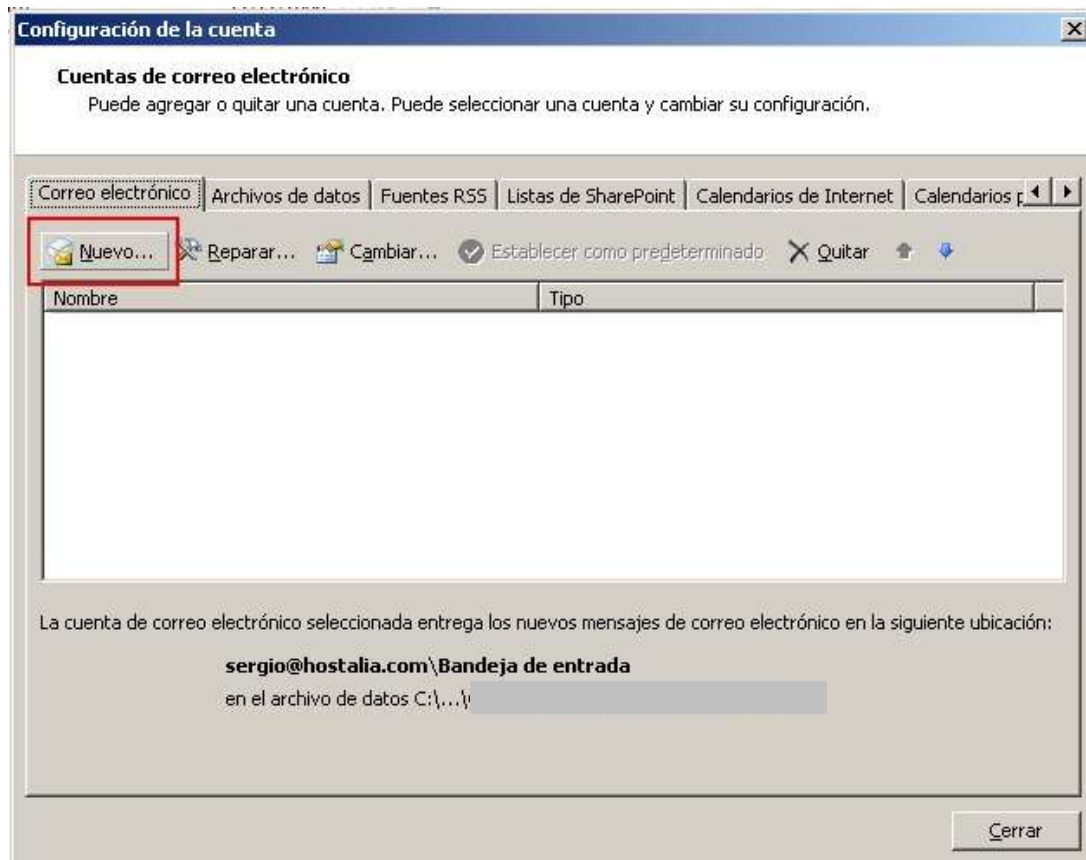 Configuración de la cuenta
Cuentas de correo electrónico
Puede agregar o quitar una cuenta. Puede seleccionar una cuenta y cambiar su configuración.
Correo electrónico Archivos de datos Fuentes RSS Listas de SharePoint Calendarios de Internet Calendarios
Nuevo... Reparar... Cambiar... Establecer como predeterminado Quitar
Nombre Tipo
La cuenta de correo electrónico seleccionada entrega los nuevos mensajes de correo electrónico en la siguiente ubicación:
sergio@hostalia.com\Bandeja de entrada
en el archivo de datos C:\...\
Cerrar